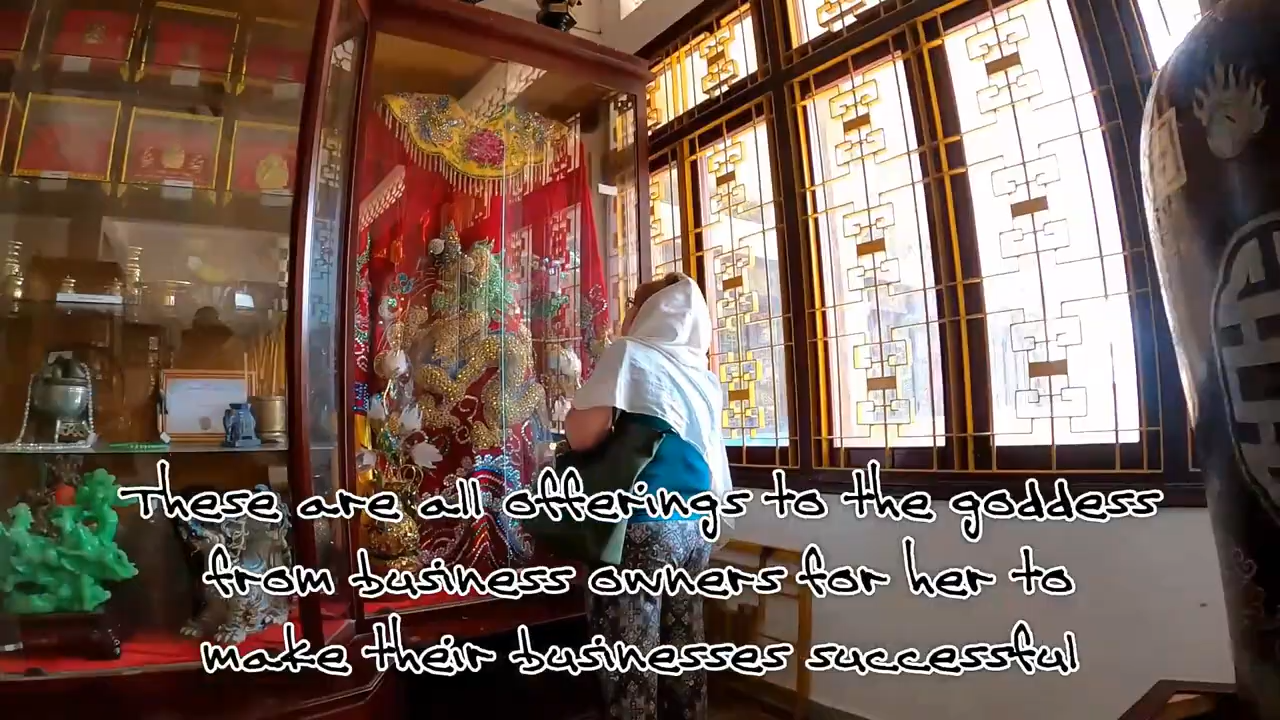 These are all offerings to the goddess
from business owners for her to
make their businesses successful